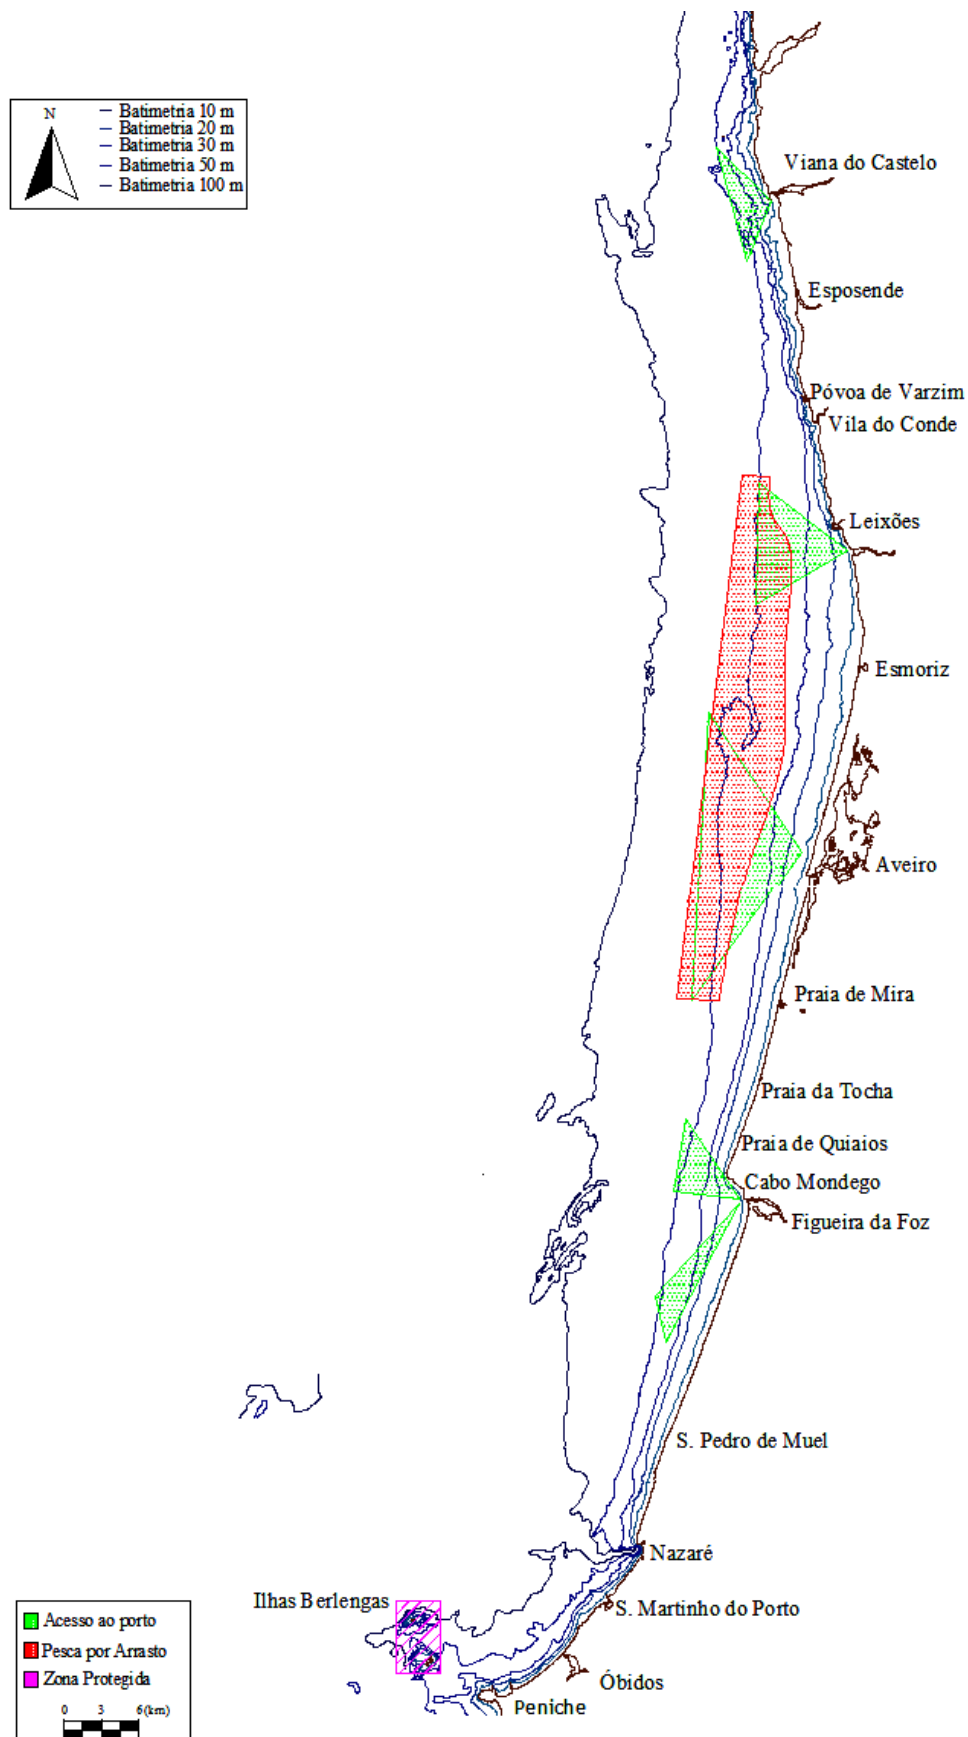 N
Batimetria 10 m
Batimetria 20 m
Batimetria 30 m
Batimetria 50 m
Batimetria 100 m
Viana do Castelo
Esposende
Póvoa de Varzim
Vila do Conde
Leixões
Esmoriz
Aveiro
Praia de Mira
Praia da Tocha
Praia de Quiaios
Cabo Mondego
Figueira da Foz
S. Pedro de Muel
Nazaré
Ilhas Berlengas
S. Martinho do Porto
Óbidos
Peniche
Acesso ao porto
Pesca por Arrasto
Zona Protegida
0 3 6(km)